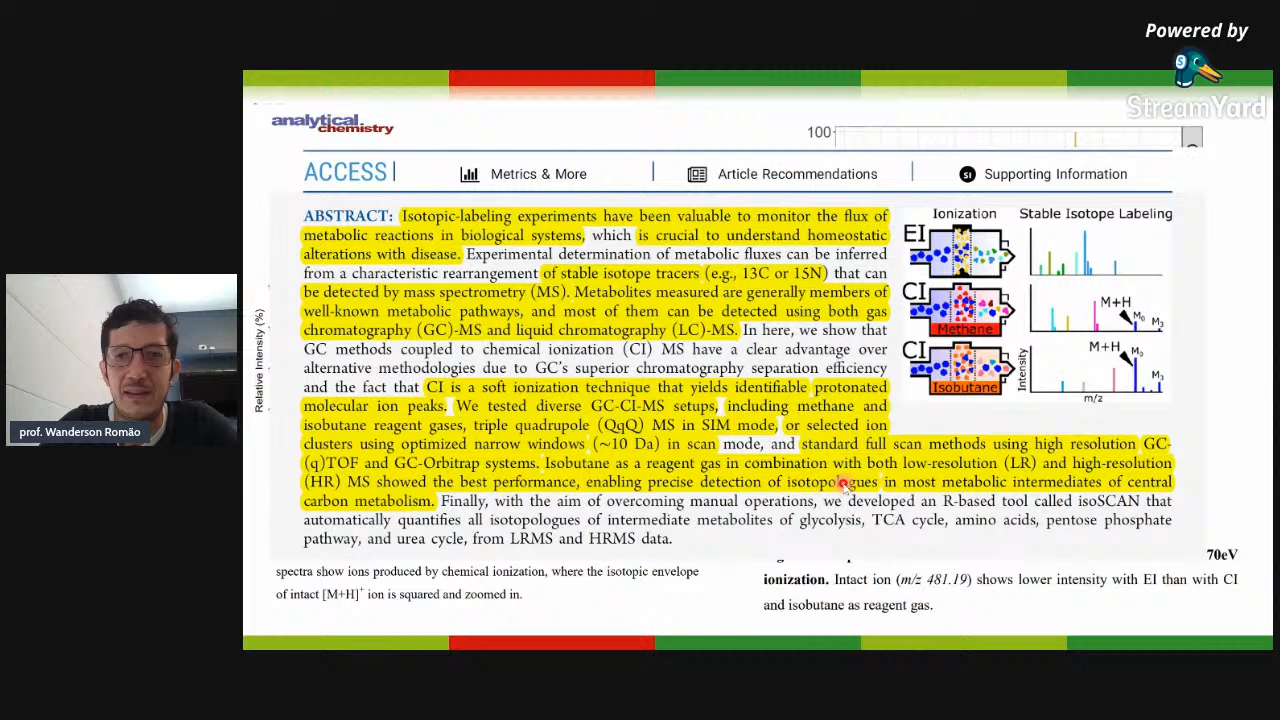 Powered by
StreamYard
analytical
chemistry
100
ACCESS
Metrics & More
Article Recommendations
SI
Supporting Information
ABSTRACT: Isotopic-labeling experiments have been valuable to monitor the flux of
metabolic reactions in biological systems, which is crucial to understand homeostatic
alterations with disease. Experimental determination of metabolic fluxes can be inferred
from a characteristic rearrangement of stable isotope tracers (e.g., 13C or 15N) that can
be detected by mass spectrometry (MS). Metabolites measured are generally members of
well-known metabolic pathways, and most of them can be detected using both gas
chromatography (GC)-MS and liquid chromatography (LC)-MS. In here, we show that
GC methods coupled to chemical ionization (CI) MS have a clear advantage over
alternative methodologies due to GC's superior chromatography separation efficiency
and the fact that CI is a soft ionization technique that yields identifiable protonated
molecular ion peaks. We tested diverse GC-CI-MS setups, including methane and
isobutane reagent gases, triple quadrupole (QqQ) MS in SIM mode, or selected ion
clusters using optimized narrow windows (~10 Da) in scan mode, and standard full scan methods using high resolution GC-
(q)TOF and GC-Orbitrap systems. Isobutane as a reagent gas in combination with both low-resolution (LR) and high-resolution
(HR) MS showed the best performance, enabling precise detection of isotopologues in most metabolic intermediates of central
carbon metabolism. Finally, with the aim of overcoming manual operations, we developed an R-based tool called isoSCAN that
automatically quantifies all isotopologues of intermediate metabolites of glycolysis, TCA cycle, amino acids, pentose phosphate
pathway, and urea cycle, from LRMS and HRMS data.
Ionization
Stable Isotope Labeling
EI
CI
Methane
M+H
M0
M3
CI
Isobutane
M+H
M0
M3
Intensity
m/z
Relative Intensity (%)
spectra show ions produced by chemical ionization, where the isotopic envelope
of intact [M+H]+ ion is squared and zoomed in.
70eV
ionization. Intact ion (m/z 481.19) shows lower intensity with EI than with CI
and isobutane as reagent gas.
prof. Wanderson Romão